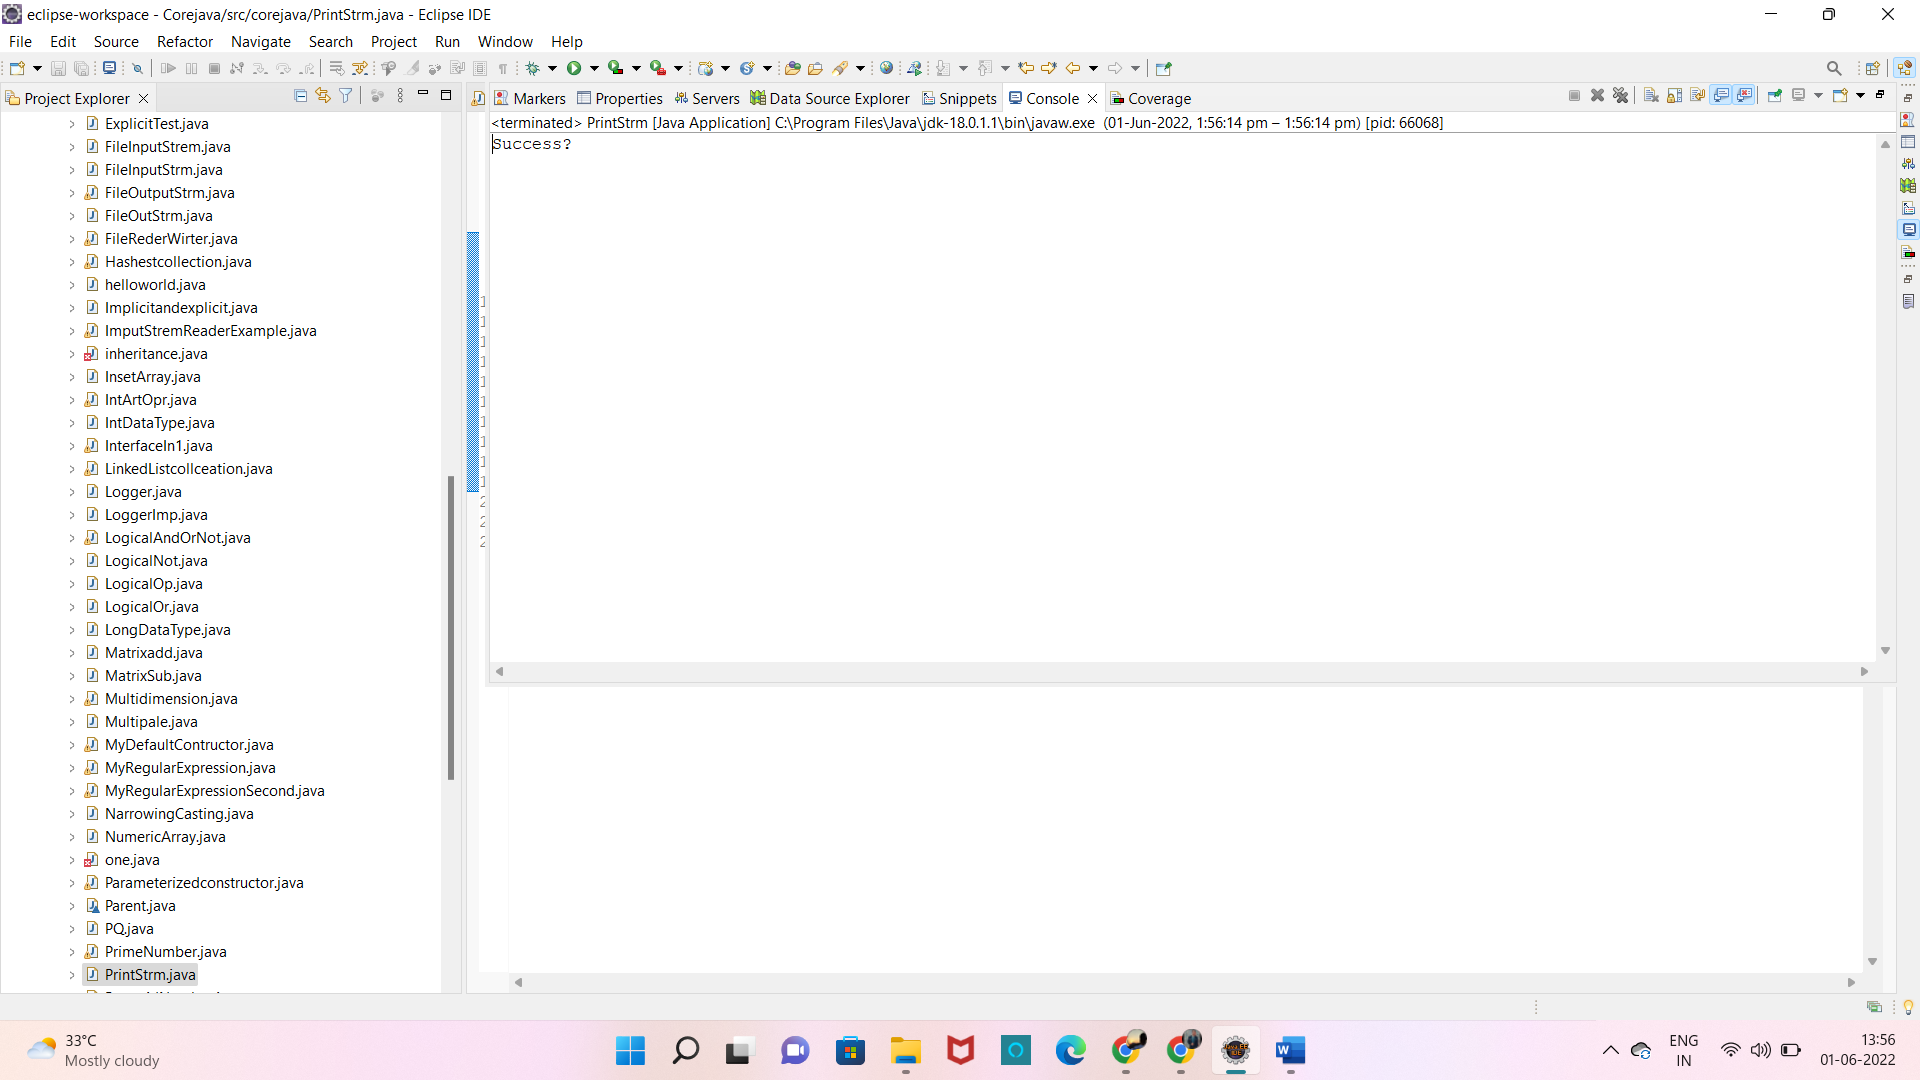 eclipse-workspace - Corejava/src/corejava/PrintStrm.java - Eclipse IDE
File Edit Source Refactor Navigate Search Project Run Window Help
Project Explorer
Markers Properties Servers Data Source Explorer Snippets Console Coverage
<terminated> PrintStrm [Java Application] C:\Program Files\Java\jdk-18.0.1.1\bin\javaw.exe (01-Jun-2022, 1:56:14 pm – 1:56:14 pm) [pid: 66068]
Success?
ExplicitTest.java
FileInputStrem.java
FileInputStrm.java
FileOutputStrm.java
FileOutStrm.java
FileRederWirter.java
Hashestcollection.java
helloworld.java
Implicitandexplicit.java
ImputStremReaderExample.java
inheritance.java
InsetArray.java
IntArtOpr.java
IntDataType.java
InterfaceIn1.java
LinkedListcollceation.java
Logger.java
LoggerImp.java
LogicalAndOrNot.java
LogicalNot.java
LogicalOp.java
LogicalOr.java
LongDataType.java
Matrixadd.java
MatrixSub.java
Multidimension.java
Multipale.java
MyDefaultContructor.java
MyRegularExpression.java
MyRegularExpressionSecond.java
NarrowingCasting.java
NumericArray.java
one.java
Parameterizedconstructor.java
Parent.java
PQ.java
PrimeNumber.java
PrintStrm.java
33°C
Mostly cloudy
ENG
IN
13:56
01-06-2022